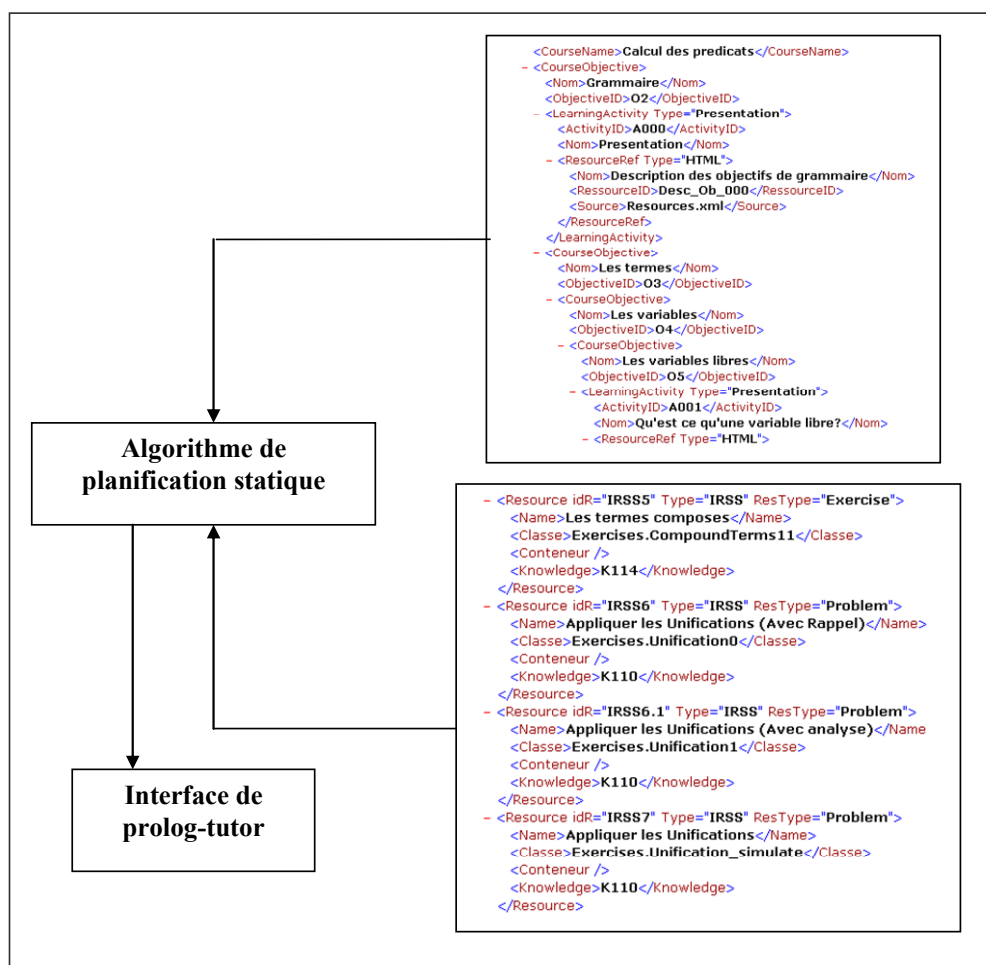 <CourseName>Calcul des predicats</CourseName>
- <CourseObjective>
<Nom>Grammaire</Nom>
<ObjectiveID>O2</ObjectiveID>
- <LearningActivity Type="Presentation">
<ActivityID>A000</ActivityID>
<Nom>Presentation</Nom>
- <ResourceRef Type="HTML">
<Nom>Description des objectifs de grammaire</Nom>
<RessourceID>Desc_Ob_000</RessourceID>
<Source>Resources.xml</Source>
</ResourceRef>
</LearningActivity>
- <CourseObjective>
<Nom>Les termes</Nom>
<ObjectiveID>O3</ObjectiveID>
- <CourseObjective>
<Nom>Les variables</Nom>
<ObjectiveID>O4</ObjectiveID>
- <CourseObjective>
<Nom>Les variables libres</Nom>
<ObjectiveID>O5</ObjectiveID>
- <LearningActivity Type="Presentation">
<ActivityID>A001</ActivityID>
<Nom>Qu'est ce qu'une variable libre?</Nom>
- <ResourceRef Type="HTML">
Algorithme de
planification statique
- <Resource idR="IRSS5" Type="IRSS" ResType="Exercise">
<Name>Les termes composes</Name>
<Classe>Exercises.CompoundTerms11</Classe>
<Conteneur />
<Knowledge>K114</Knowledge>
</Resource>
- <Resource idR="IRSS6" Type="IRSS" ResType="Problem">
<Name>Appliquer les Unifications (Avec Rappel)</Name>
<Classe>Exercises.Unification0</Classe>
<Conteneur />
<Knowledge>K110</Knowledge>
</Resource>
- <Resource idR="IRSS6.1" Type="IRSS" ResType="Problem">
<Name>Appliquer les Unifications (Avec analyse)</Name
<Classe>Exercises.Unification1</Classe>
<Conteneur />
<Knowledge>K110</Knowledge>
</Resource>
- <Resource idR="IRSS7" Type="IRSS" ResType="Problem">
<Name>Appliquer les Unifications</Name>
<Classe>Exercises.Unification_simulate</Classe>
<Conteneur />
<Knowledge>K110</Knowledge>
</Resource>
Interface de
prolog-tutor